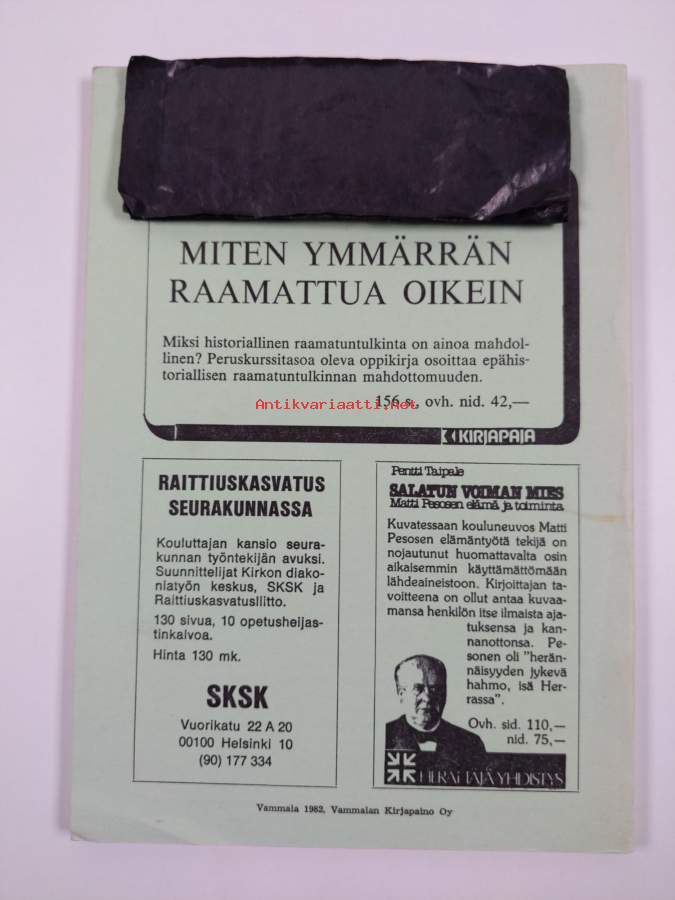 MITEN YMMÄRRÄN
RAAMATTUA OIKEIN
Miksi historiallinen raamatuntulkinta on ainoa mahdol-
linen? Peruskurssitasoa oleva oppikirja osoittaa epähis-
toriallisen raamatuntulkinnan mahdottomuuden.
156 s., ovh. nid. 42,—
Antikvariaatti.net
KIRJAPAJA
RAITTIUSKASVATUS
SEURAKUNNASSA
Kouluttajan kansio seura-
kunnan työntekijän avuksi.
Suunnittelijat Kirkon diako-
niatyön keskus, SKSK ja
Raittiuskasvatusliitto.
130 sivua, 10 opetusheijas-
tinkalvoa.
Hinta 130 mk.
SKSK
Vuorikatu 22 A 20
00100 Helsinki 10
(90) 177 334
Pentti Taipale
SALATUN VOIMAN MIES
Matti Pesosen elämä ja toiminta
Kuvatessaan kouluneuvos Matti
Pesosen elämäntyötä tekijä on
nojautunut huomattavalta osin
aikaisemmin käyttämättömään
lähdeaineistoon. Kirjoittajan ta-
voitteena on ollut antaa kuvaa-
mansa henkilön itse ilmaista aja-
tuksensa ja kan-
nanottonsa. Pe-
sonen oli "herän-
näisyyden jykevä
hahmo, isä Her-
rassa".
Ovh. sid. 110,—
nid. 75,—
HERÄTTÄJÄ-YHDISTYS
Vammala 1982, Vammalan Kirjapaino Oy